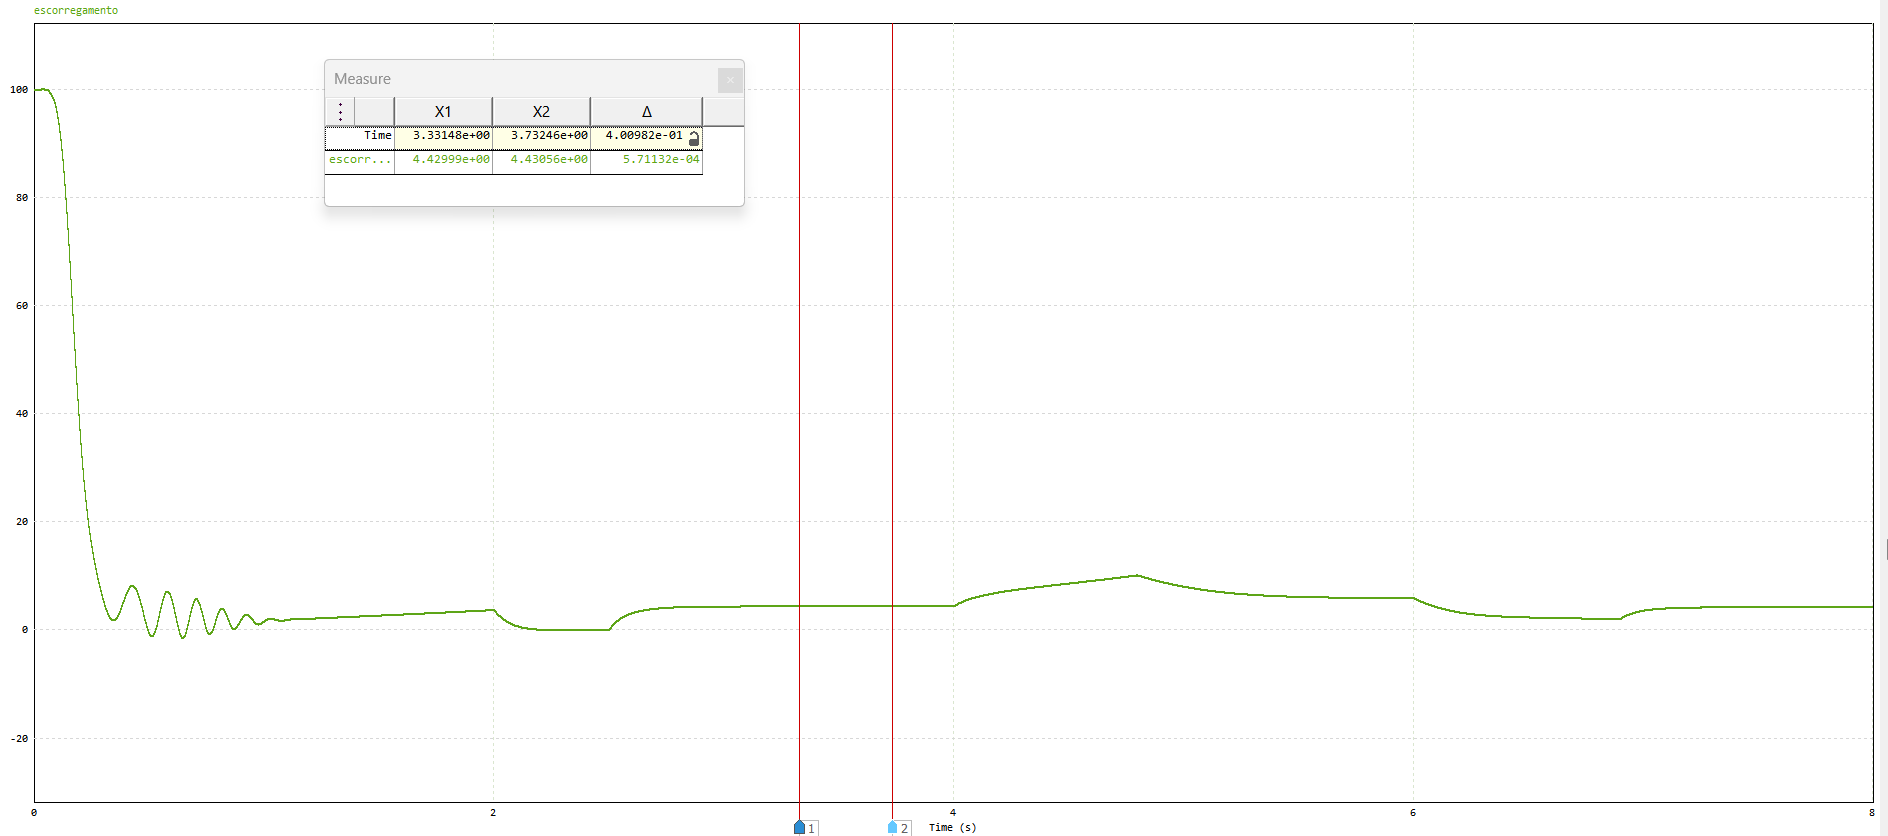 escorregamento
Measure
X1 X2 Δ
Time 3.33148e+00 3.73246e+00 4.00982e-01
escorr... 4.42999e+00 4.43056e+00 5.71132e-04
100
80
60
40
20
0
-20
0 2 4 6 8
1 2 Time (s)